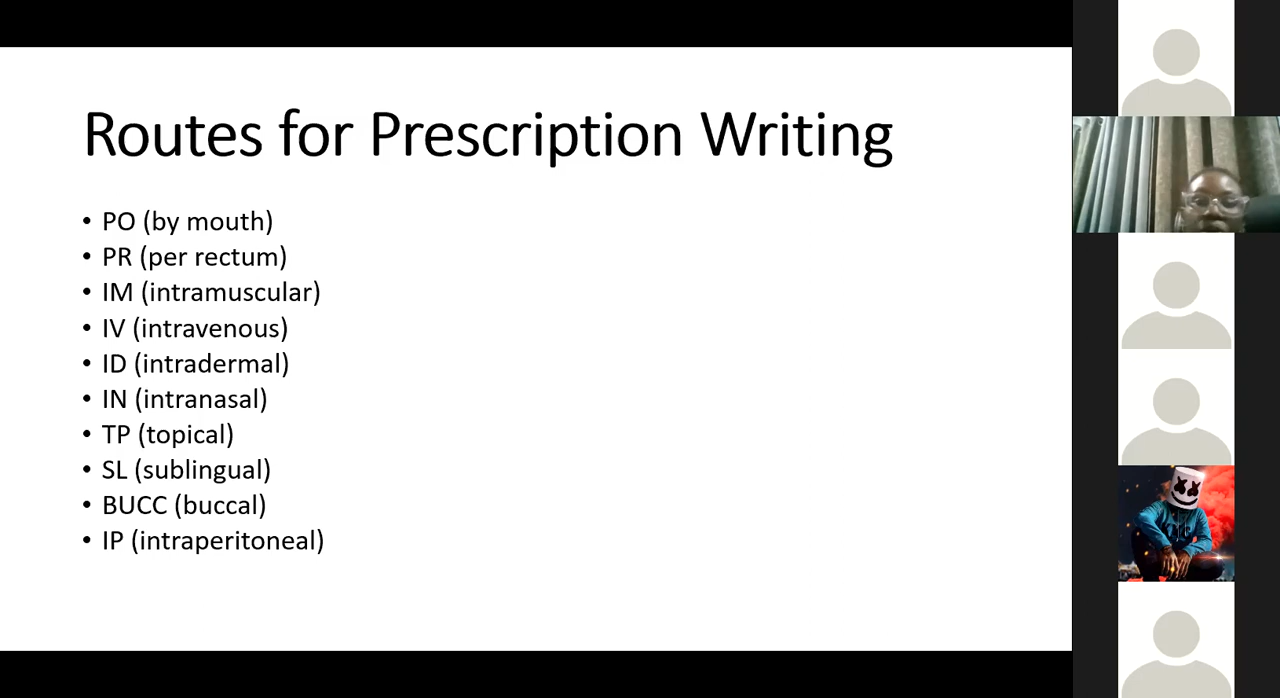 Routes for Prescription Writing
• PO (by mouth)
• PR (per rectum)
• IM (intramuscular)
• IV (intravenous)
• ID (intradermal)
• IN (intranasal)
• TP (topical)
• SL (sublingual)
• BUCC (buccal)
• IP (intraperitoneal)